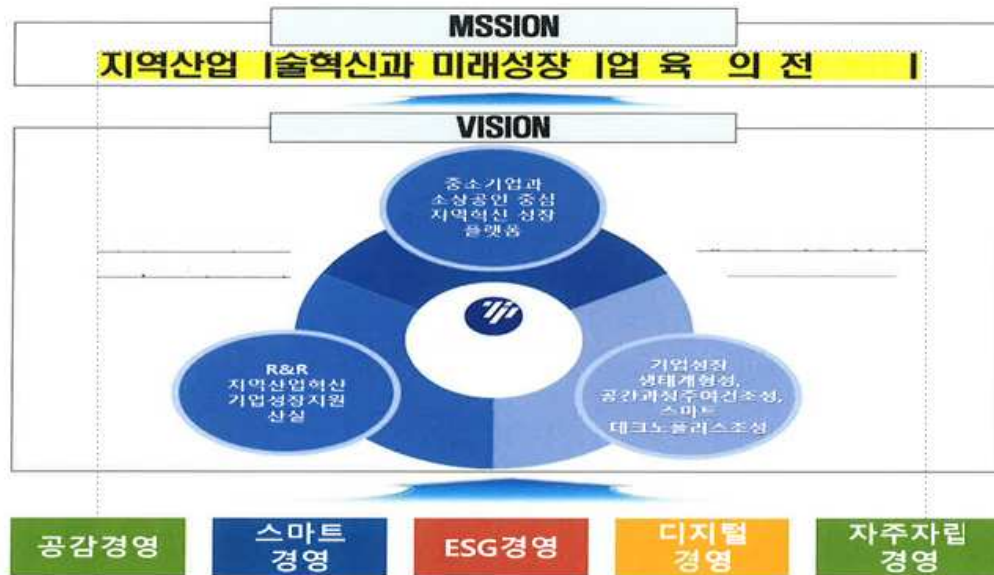 MSSION
지역산업 술혁신과 미래성장 업 육 의 전
VISION
중소기업과
소상공인 중심
지역혁신 성장
플랫폼
R&R
지역산업혁신
기업성장지원
산실
기업성장
생태계형성,
공간과정주여건조성,
스마트
테크노폴리스조성
공감경영
스마트
경영
ESG경영
디지털
경영
자주자립
경영